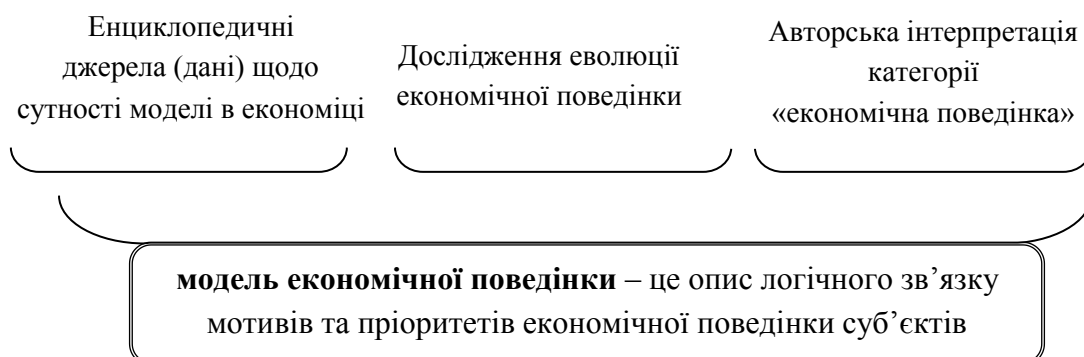 Енциклопедичні
джерела (дані) щодо
сутності моделі в економіці
Дослідження еволюції
економічної поведінки
Авторська інтерпретація
категорії
«економічна поведінка»
модель економічної поведінки – це опис логічного зв’язку
мотивів та пріоритетів економічної поведінки суб’єктів